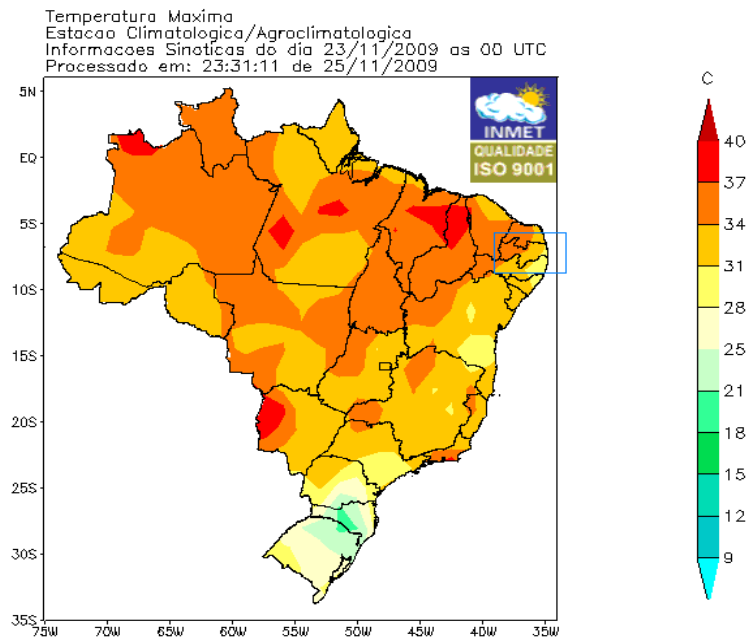 Temperatura Maxima
Estacao Climatologica/Agroclimatologica
Informacoes Sinoticas do dia 23/11/2009 as 00 UTC
Processado em: 23:31:11 de 25/11/2009
INMET
QUALIDADE
ISO 9001
C
40
37
34
31
28
25
21
18
15
12
9
5N
EQ
5S
10S
15S
20S
25S
30S
35S
75W 70W 65W 60W 55W 50W 45W 40W 35W